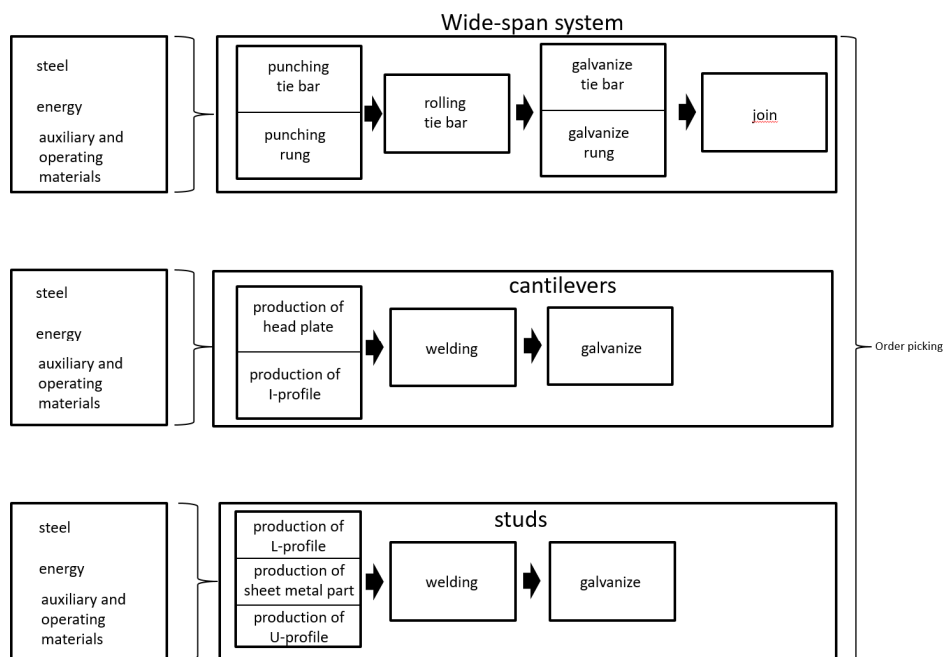 Wide-span system
steel
energy
auxiliary and
operating
materials
punching
tie bar
punching
rung
rolling
tie bar
galvanize
tie bar
galvanize
rung
join
cantilevers
steel
energy
auxiliary and
operating
materials
production of
head plate
production of
I-profile
welding
galvanize
Order picking
studs
steel
energy
auxiliary and
operating
materials
production of
L-profile
production of
sheet metal part
production of
U-profile
welding
galvanize